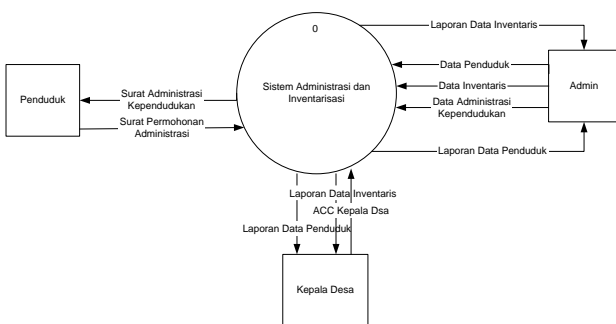 0
Laporan Data Inventaris
Data Penduduk
Sistem Administrasi dan
Inventarisasi
Data Inventaris
Admin
Penduduk
Surat Administrasi
Kependudukan
Data Administrasi
Kependudukan
Surat Permohonan
Administrasi
Laporan Data Penduduk
Laporan Data Inventaris
ACC Kepala Dsa
Laporan Data Penduduk
Kepala Desa